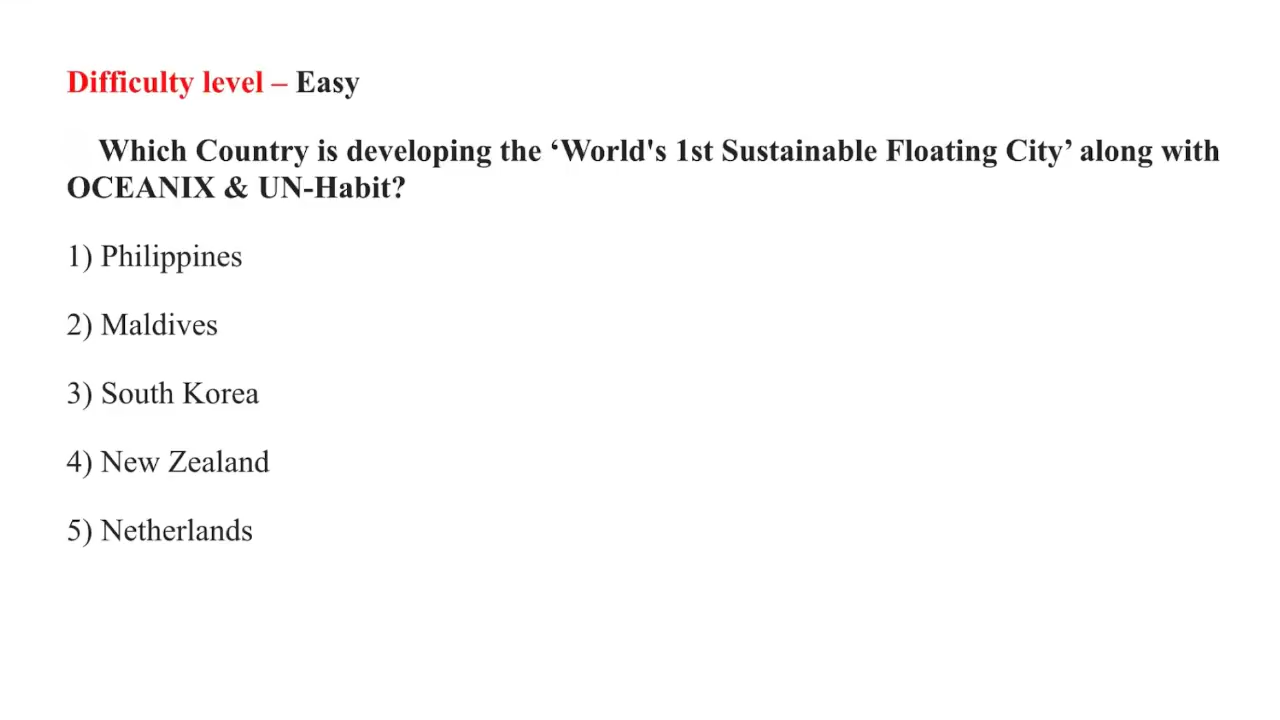 Difficulty level – Easy
Which Country is developing the ‘World's 1st Sustainable Floating City’ along with
OCEANIX & UN-Habit?
1) Philippines
2) Maldives
3) South Korea
4) New Zealand
5) Netherlands